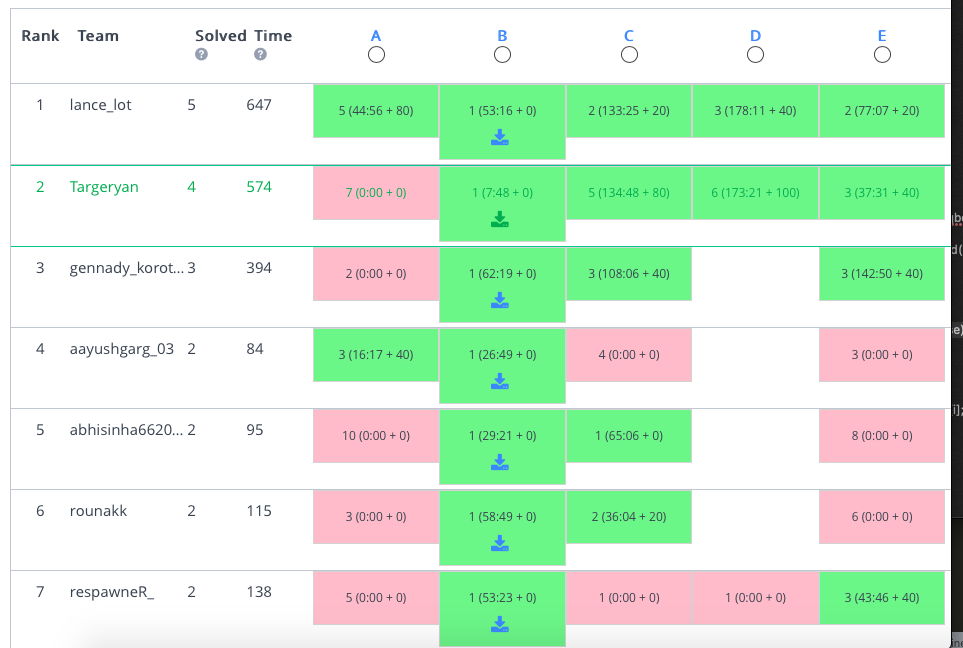 Rank Team Solved Time A B C D E
? ?
1 lance_lot 5 647 5 (44:56 + 80) 1 (53:16 + 0) 2 (133:25 + 20) 3 (178:11 + 40) 2 (77:07 + 20)
2 Targeryan 4 574 7 (0:00 + 0) 1 (7:48 + 0) 5 (134:48 + 80) 6 (173:21 + 100) 3 (37:31 + 40)
3 gennady_korot... 3 394 2 (0:00 + 0) 1 (62:19 + 0) 3 (108:06 + 40) 3 (142:50 + 40)
4 aayushgarg_03 2 84 3 (16:17 + 40) 1 (26:49 + 0) 4 (0:00 + 0) 3 (0:00 + 0)
5 abhisinha6620... 2 95 10 (0:00 + 0) 1 (29:21 + 0) 1 (65:06 + 0) 8 (0:00 + 0)
6 rounakk 2 115 3 (0:00 + 0) 1 (58:49 + 0) 2 (36:04 + 20) 6 (0:00 + 0)
7 respawneR_ 2 138 5 (0:00 + 0) 1 (53:23 + 0) 1 (0:00 + 0) 1 (0:00 + 0) 3 (43:46 + 40)